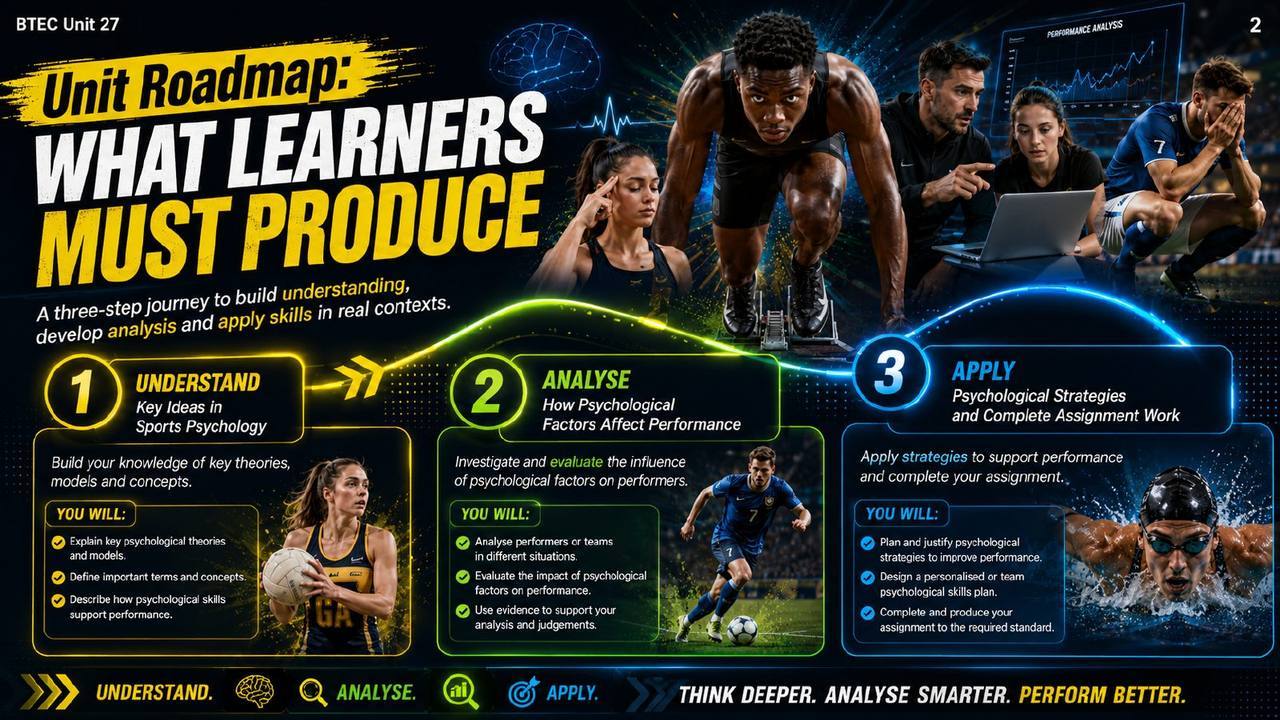 BTEC Unit 27
2
Unit Roadmap:
WHAT LEARNERS
MUST PRODUCE
A three-step journey to build understanding,
develop analysis and apply skills in real contexts.
PERFORMANCE ANALYSIS
7
1
UNDERSTAND
Key Ideas in
Sports Psychology
Build your knowledge of key theories,
models and concepts.
YOU WILL:
Explain key psychological theories
and models.
Define important terms and concepts.
Describe how psychological skills
support performance.
GA
2
ANALYSE
How Psychological
Factors Affect Performance
Investigate and evaluate the influence
of psychological factors on performers.
YOU WILL:
Analyse performers or teams
in different situations.
Evaluate the impact of psychological
factors on performance.
Use evidence to support your
analysis and judgements.
7
7
3
APPLY
Psychological Strategies
and Complete Assignment Work
Apply strategies to support performance
and complete your assignment.
YOU WILL:
Plan and justify psychological
strategies to improve performance.
Design a personalised or team
psychological skills plan.
Complete and produce your
assignment to the required standard.
UNDERSTAND.
ANALYSE.
APPLY.
THINK DEEPER. ANALYSE SMARTER. PERFORM BETTER.